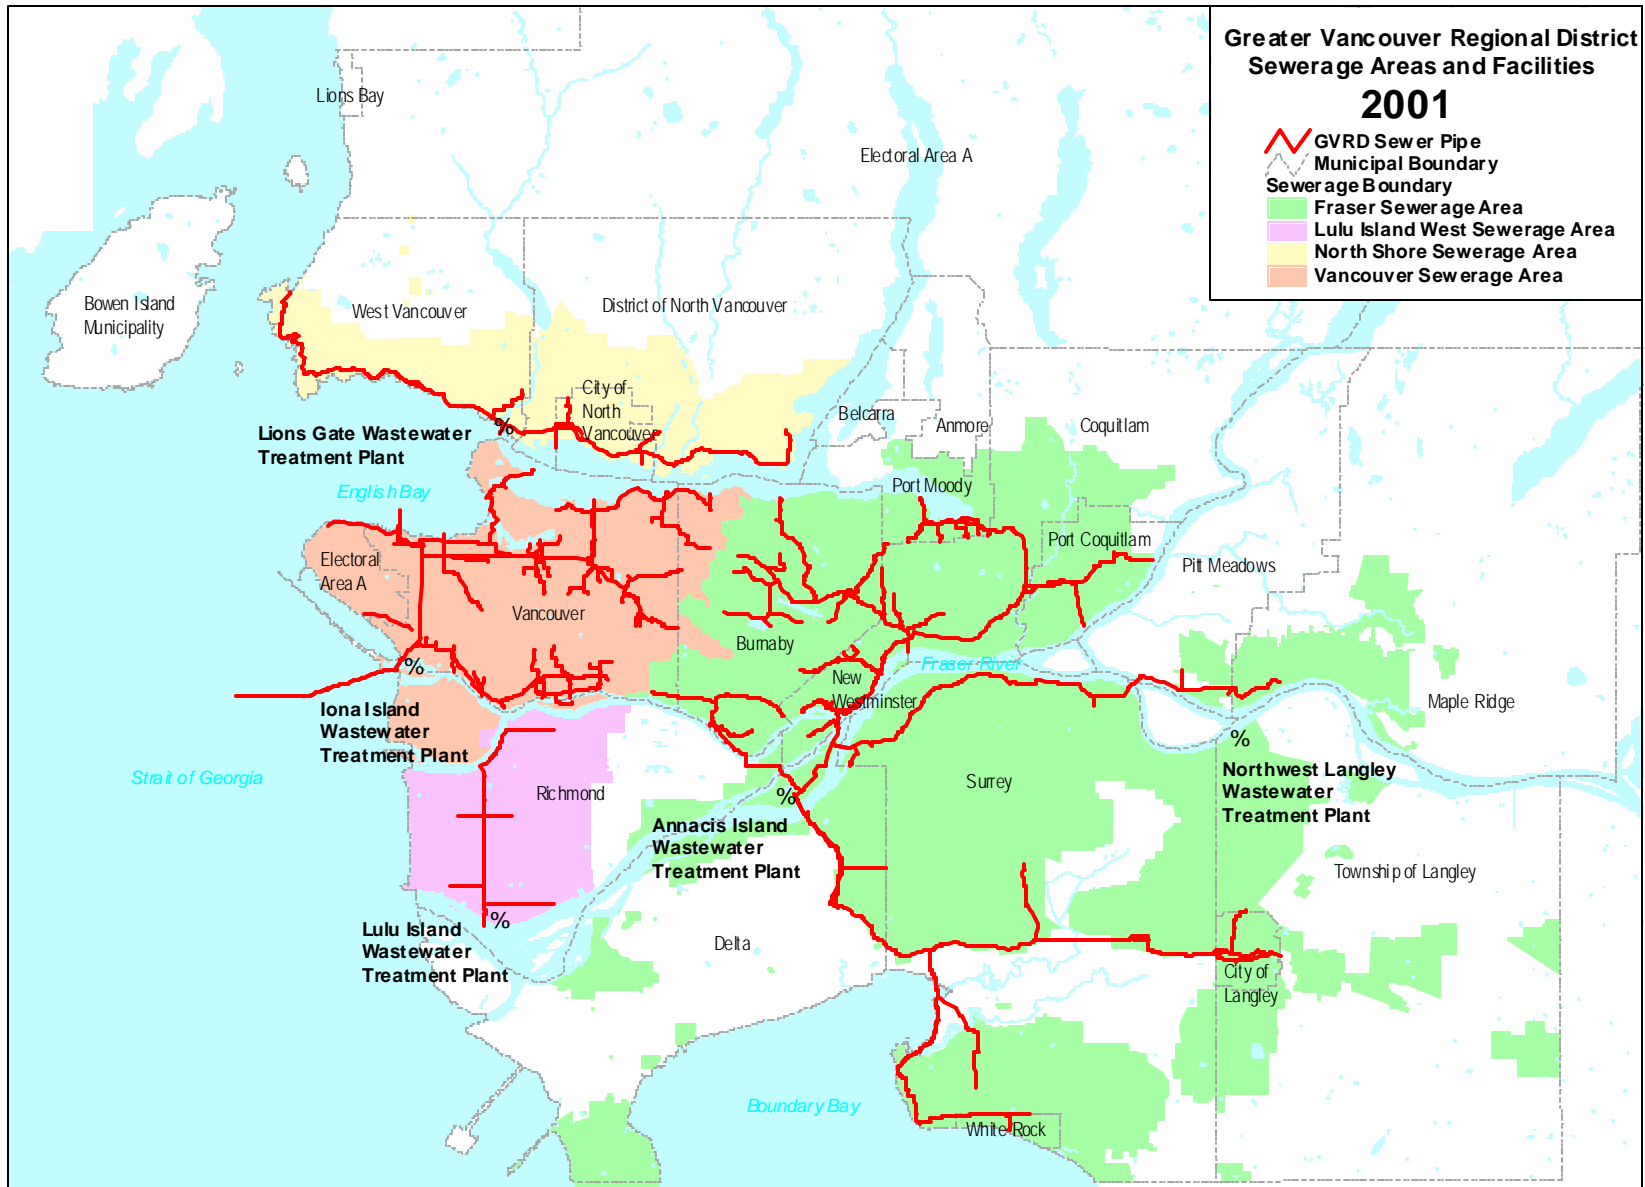 Greater Vancouver Regional District
Sewerage Areas and Facilities
2001
GVRD Sewer Pipe
Municipal Boundary
Sewerage Boundary
Fraser Sewerage Area
Lulu Island West Sewerage Area
North Shore Sewerage Area
Vancouver Sewerage Area
Lions Bay
Electoral Area A
Bowen Island
Municipality
West Vancouver
District of North Vancouver
City of
North
Vancouver
Belcarra
Anmore
Coquitlam
%
Lions Gate Wastewater
Treatment Plant
English Bay
Port Moody
Port Coquitlam
Pitt Meadows
Electoral
Area A
Vancouver
Burnaby
Fraser River
New
Westminster
%
Iona Island
Wastewater
Treatment Plant
Maple Ridge
%
Northwest Langley
Wastewater
Treatment Plant
Strait of Georgia
Richmond
Surrey
%
Annacis Island
Wastewater
Treatment Plant
Township of Langley
%
Lulu Island
Wastewater
Treatment Plant
Delta
City of
Langley
Boundary Bay
White Rock